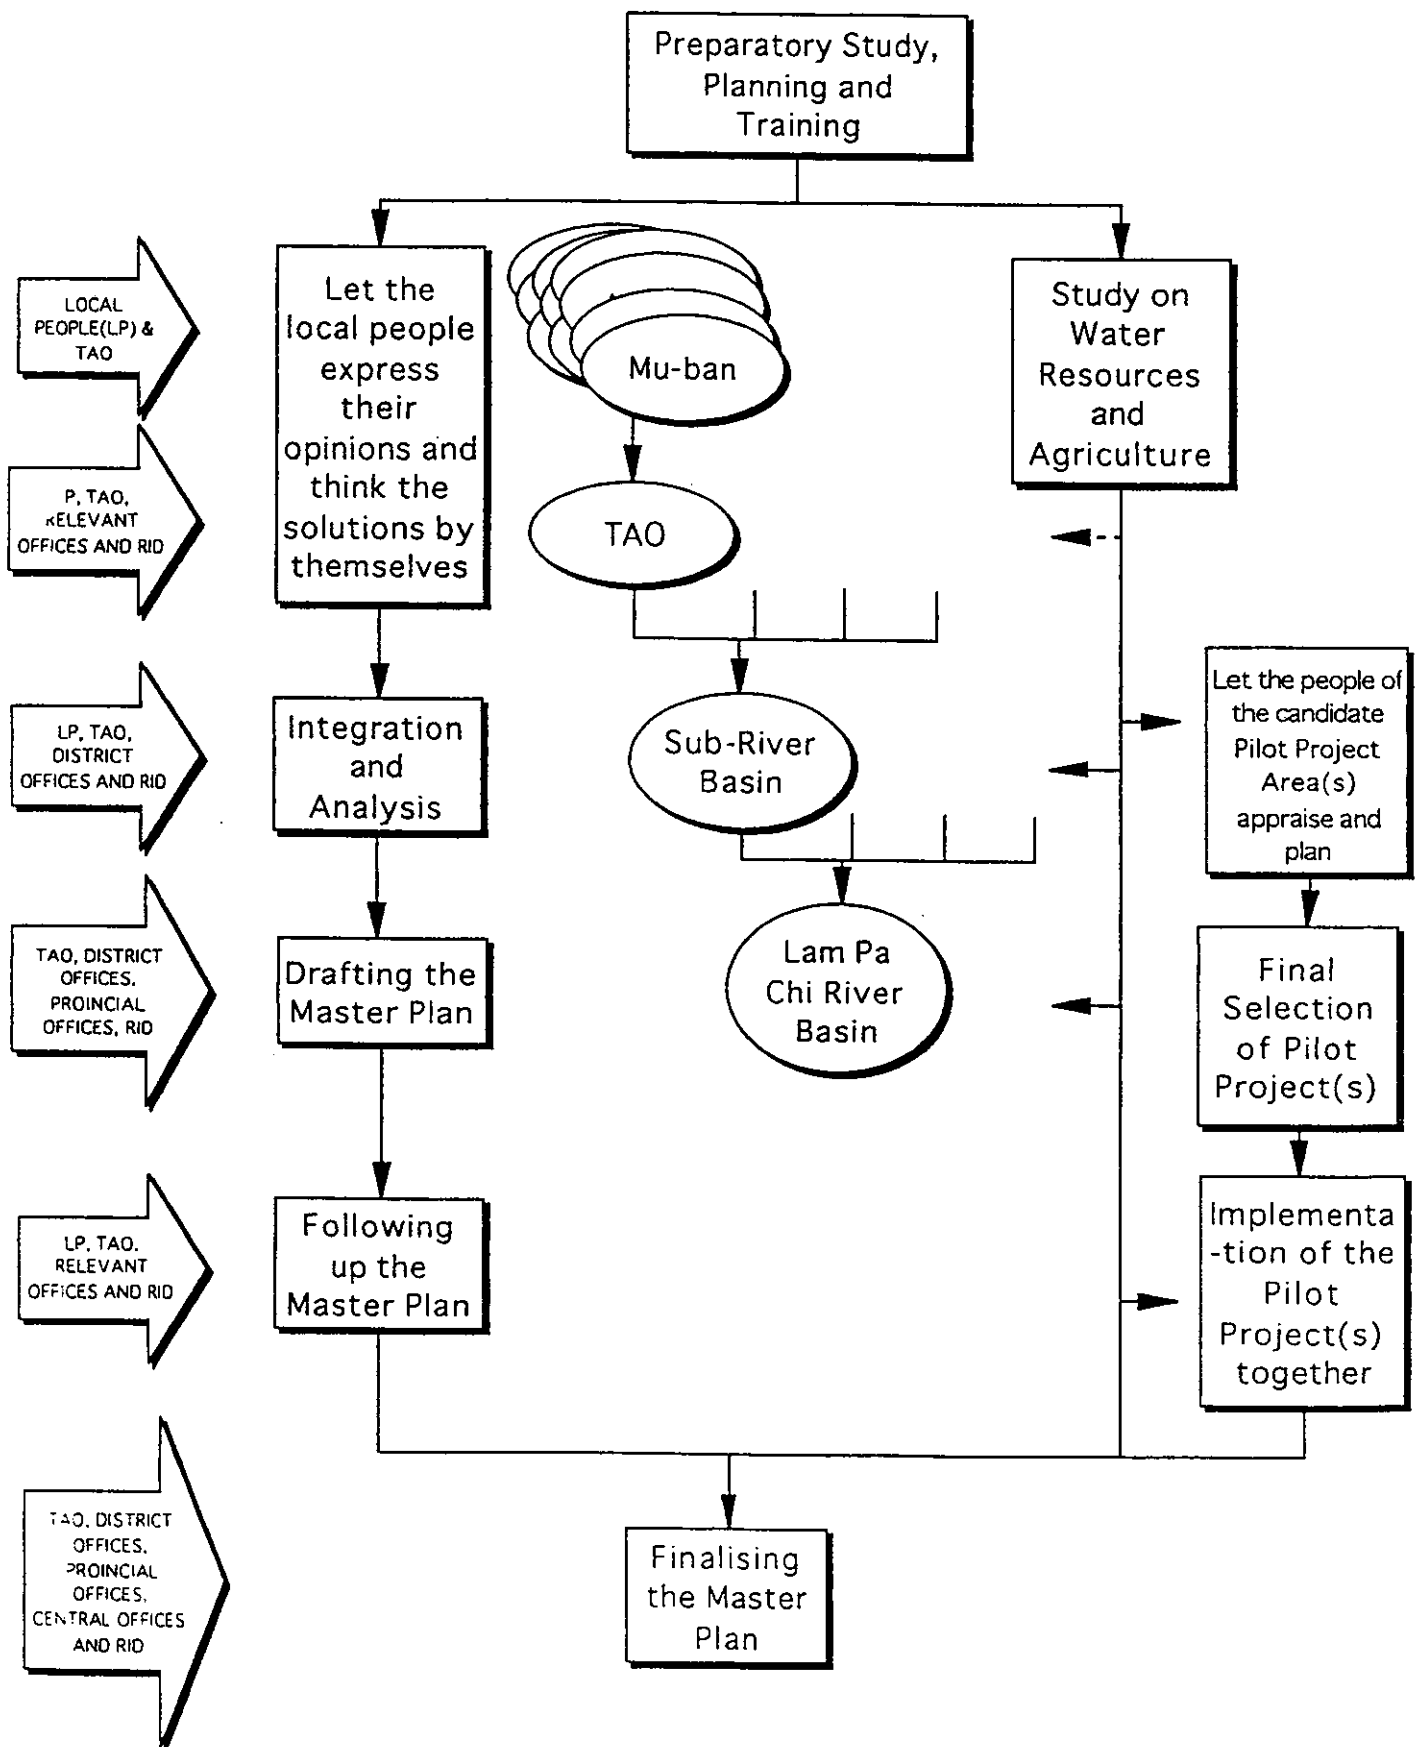 Preparatory Study,
Planning and
Training
LOCAL
PEOPLE(LP) &
TAO
Let the
local people
express
their
opinions and
think the
solutions by
themselves
Mu-ban
Study on
Water
Resources
and
Agriculture
P, TAO,
RELEVANT
OFFICES AND RID
TAO
LP, TAO,
DISTRICT
OFFICES AND RID
Integration
and
Analysis
Sub-River
Basin
Let the people of
the candidate
Pilot Project
Area(s)
appraise and
plan
TAO, DISTRICT
OFFICES,
PROINCIAL
OFFICES, RID
Drafting the
Master Plan
Lam Pa
Chi River
Basin
Final
Selection
of Pilot
Project(s)
LP, TAO,
RELEVANT
OFFICES AND RID
Following
up the
Master Plan
Implementa
-tion of the
Pilot
Project(s)
together
TAO, DISTRICT
OFFICES,
PROINCIAL
OFFICES,
CENTRAL OFFICES
AND RID
Finalising
the Master
Plan